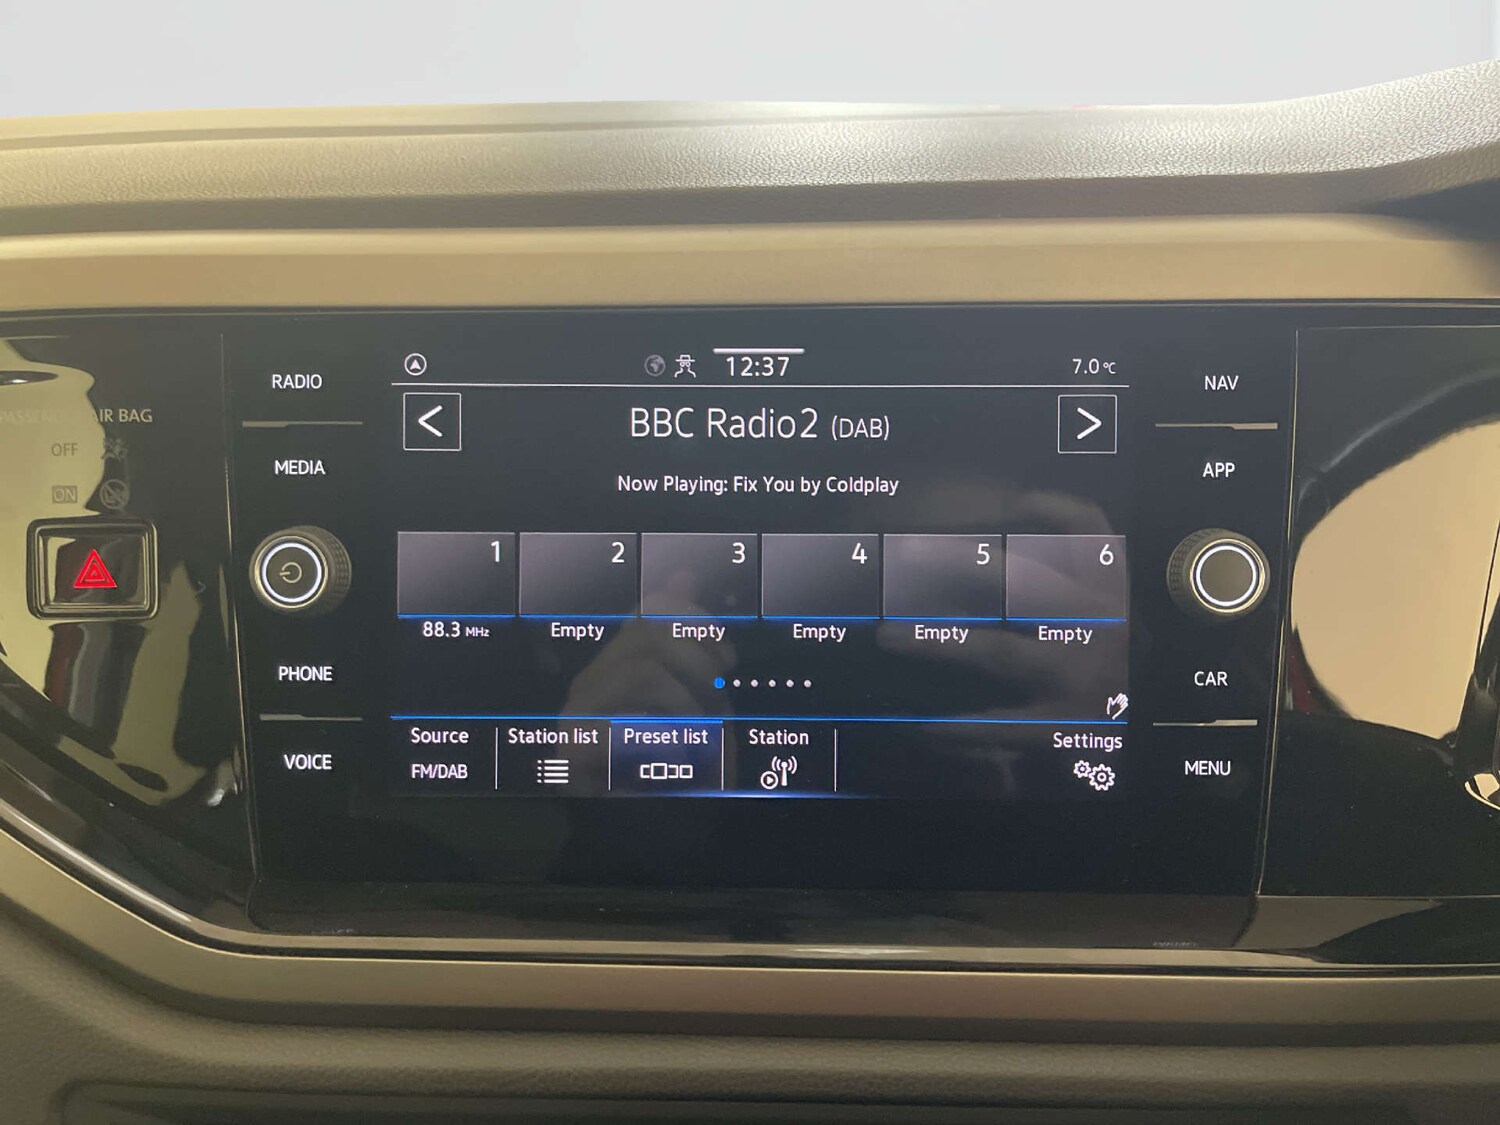 12:37
7.0 °C
BBC Radio2 (DAB)
Now Playing: Fix You by Coldplay
1 2 3 4 5 6
88.3 MHz Empty Empty Empty Empty Empty
Source
FM/DAB
Station list
Preset list
Station
Settings
RADIO
MEDIA
PHONE
VOICE
NAV
APP
CAR
MENU
AIR BAG
OFF
ON